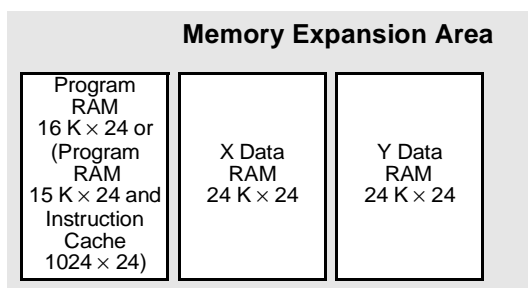 Memory Expansion Area
Program
RAM
16 K × 24 or
(Program
RAM
15 K × 24 and
Instruction
Cache
1024 × 24)
X Data
RAM
24 K × 24
Y Data
RAM
24 K × 24